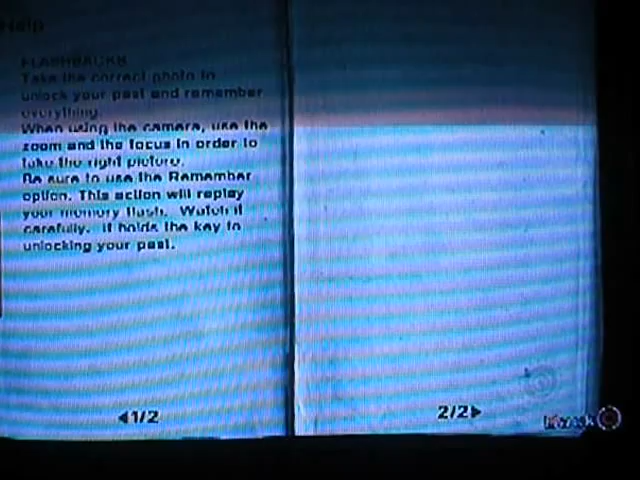 Help
FLASHBACKS
Take the correct photo to
unlock your past and remember
everything.
When using the camera, use the
zoom and the focus in order to
take the right picture.
Be sure to use the Remember
option. This action will replay
your memory flash. Watch it
carefully. It holds the key to
unlocking your past.
◀1/2
2/2▶